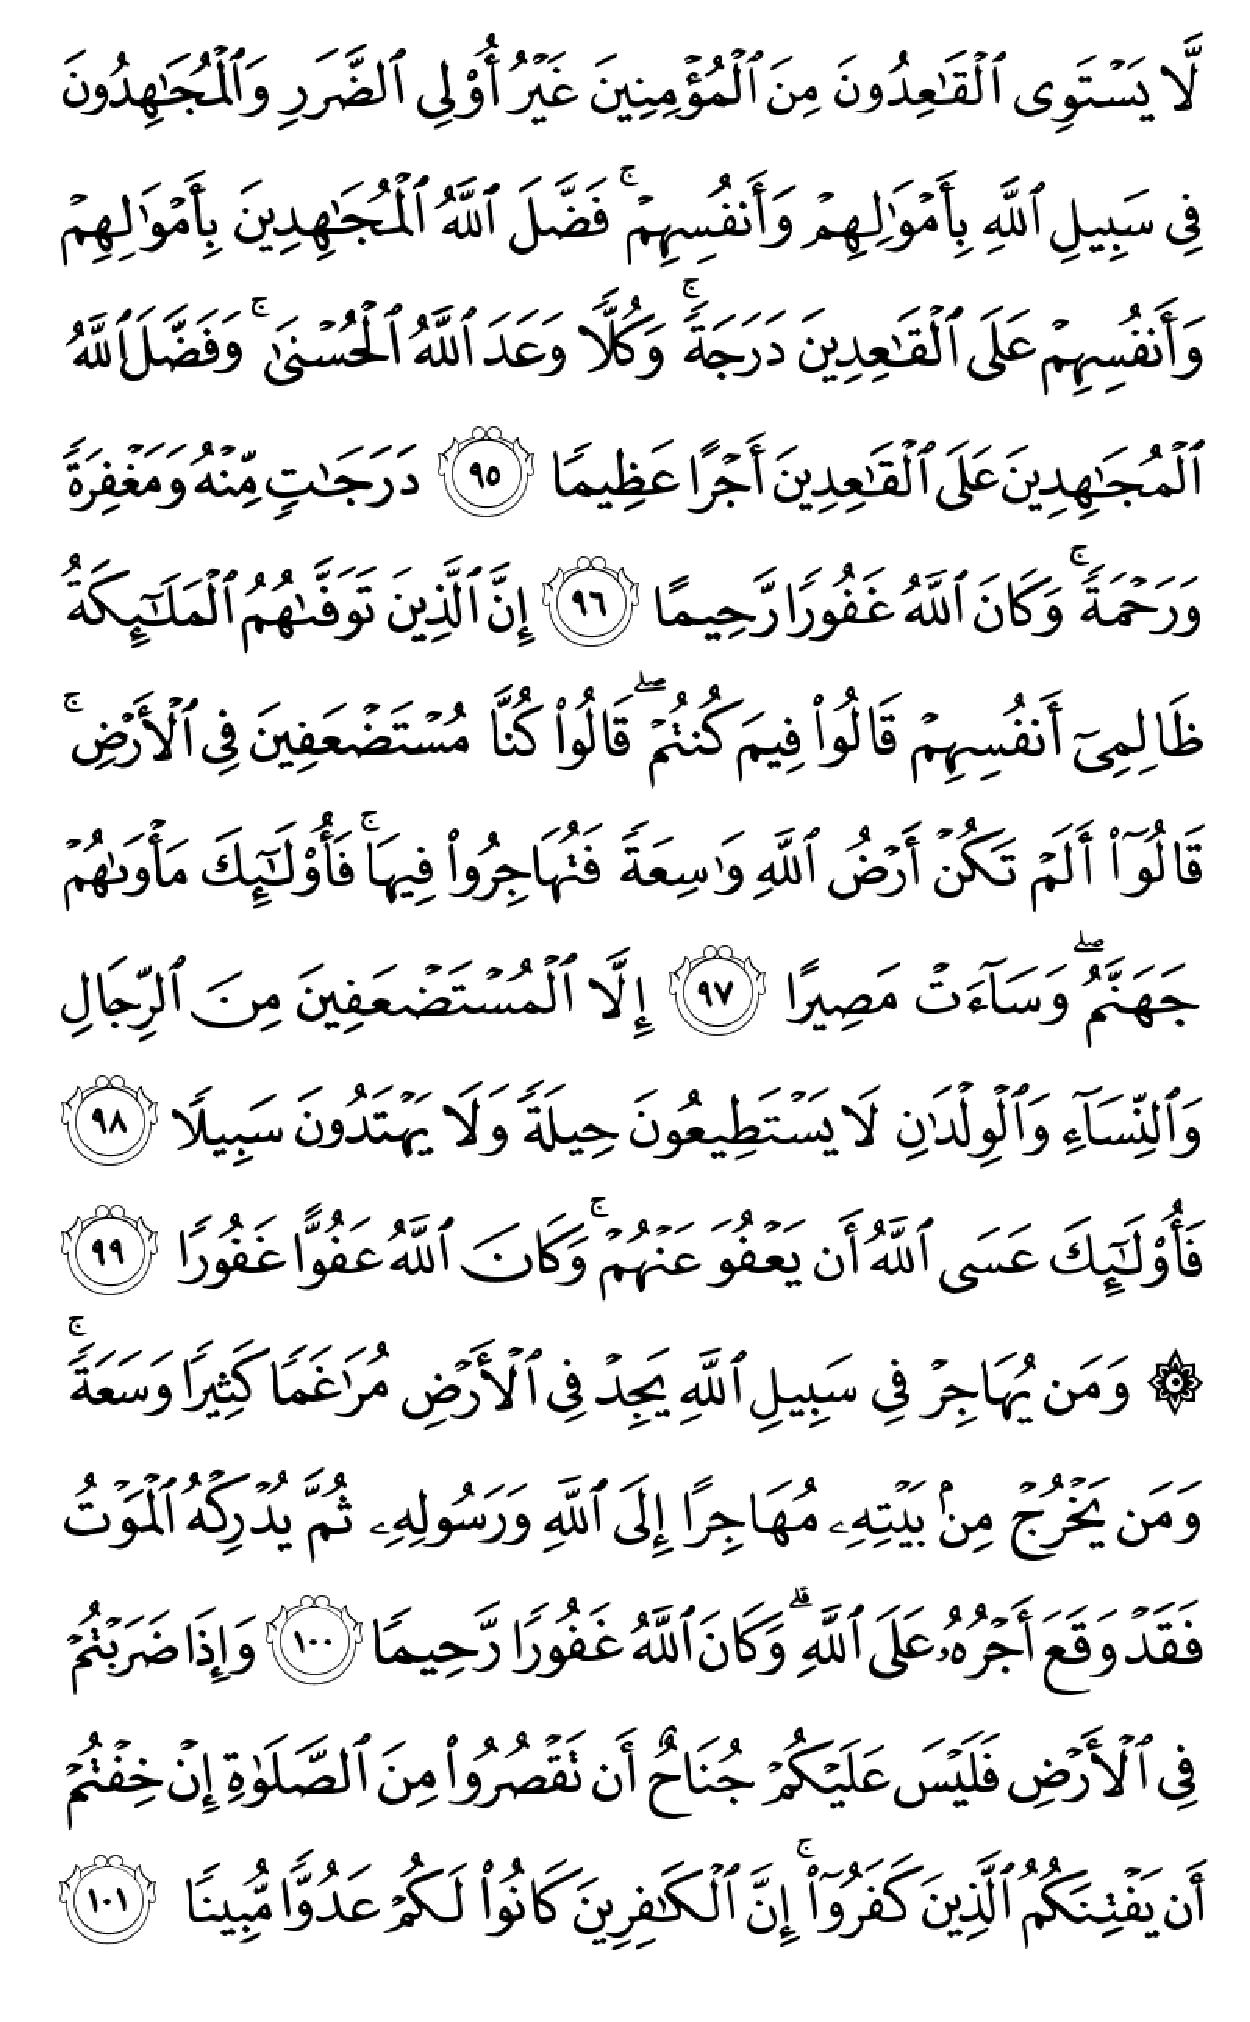 لَّا يَسْتَوِى ٱلْقَـٰعِدُونَ مِنَ ٱلْمُؤْمِنِينَ غَيْرُ أُو۟لِى ٱلضَّرَرِ وَٱلْمُجَـٰهِدُونَ
فِى سَبِيلِ ٱللَّهِ بِأَمْوَٰلِهِمْ وَأَنفُسِهِمْ ۚ فَضَّلَ ٱللَّهُ ٱلْمُجَـٰهِدِينَ بِأَمْوَٰلِهِمْ
وَأَنفُسِهِمْ عَلَى ٱلْقَـٰعِدِينَ دَرَجَةً ۚ وَكُلًّا وَعَدَ ٱللَّهُ ٱلْحُسْنَىٰ ۚ وَفَضَّلَ ٱللَّهُ
ٱلْمُجَـٰهِدِينَ عَلَى ٱلْقَـٰعِدِينَ أَجْرًا عَظِيمًا ٩٥ دَرَجَـٰتٍ مِّنْهُ وَمَغْفِرَةً
وَرَحْمَةً ۚ وَكَانَ ٱللَّهُ غَفُورًا رَّحِيمًا ٩٦ إِنَّ ٱلَّذِينَ تَوَفَّىٰهُمُ ٱلْمَلَـٰٓئِكَةُ
ظَالِمِىٓ أَنفُسِهِمْ قَالُوا۟ فِيمَ كُنتُمْ ۖ قَالُوا۟ كُنَّا مُسْتَضْعَفِينَ فِى ٱلْأَرْضِ ۚ
قَالُوٓا۟ أَلَمْ تَكُنْ أَرْضُ ٱللَّهِ وَٰسِعَةً فَتُهَاجِرُوا۟ فِيهَا ۚ فَأُو۟لَـٰٓئِكَ مَأْوَىٰهُمْ
جَهَنَّمُ ۖ وَسَآءَتْ مَصِيرًا ٩٧ إِلَّا ٱلْمُسْتَضْعَفِينَ مِنَ ٱلرِّجَالِ
وَٱلنِّسَآءِ وَٱلْوِلْدَٰنِ لَا يَسْتَطِيعُونَ حِيلَةً وَلَا يَهْتَدُونَ سَبِيلًا ٩٨
فَأُو۟لَـٰٓئِكَ عَسَى ٱللَّهُ أَن يَعْفُوَ عَنْهُمْ ۚ وَكَانَ ٱللَّهُ عَفُوًّا غَفُورًا ٩٩
۞ وَمَن يُهَاجِرْ فِى سَبِيلِ ٱللَّهِ يَجِدْ فِى ٱلْأَرْضِ مُرَٰغَمًا كَثِيرًا وَسَعَةً ۚ
وَمَن يَخْرُجْ مِنۢ بَيْتِهِۦ مُهَاجِرًا إِلَى ٱللَّهِ وَرَسُولِهِۦ ثُمَّ يُدْرِكْهُ ٱلْمَوْتُ
فَقَدْ وَقَعَ أَجْرُهُۥ عَلَى ٱللَّهِ ۗ وَكَانَ ٱللَّهُ غَفُورًا رَّحِيمًا ١٠٠ وَإِذَا ضَرَبْتُمْ
فِى ٱلْأَرْضِ فَلَيْسَ عَلَيْكُمْ جُنَاحٌ أَن تَقْصُرُوا۟ مِنَ ٱلصَّلَوٰةِ إِنْ خِفْتُمْ
أَن يَفْتِنَكُمُ ٱلَّذِينَ كَفَرُوٓا۟ ۚ إِنَّ ٱلْكَـٰفِرِينَ كَانُوا۟ لَكُمْ عَدُوًّا مُّبِينًا ١٠١